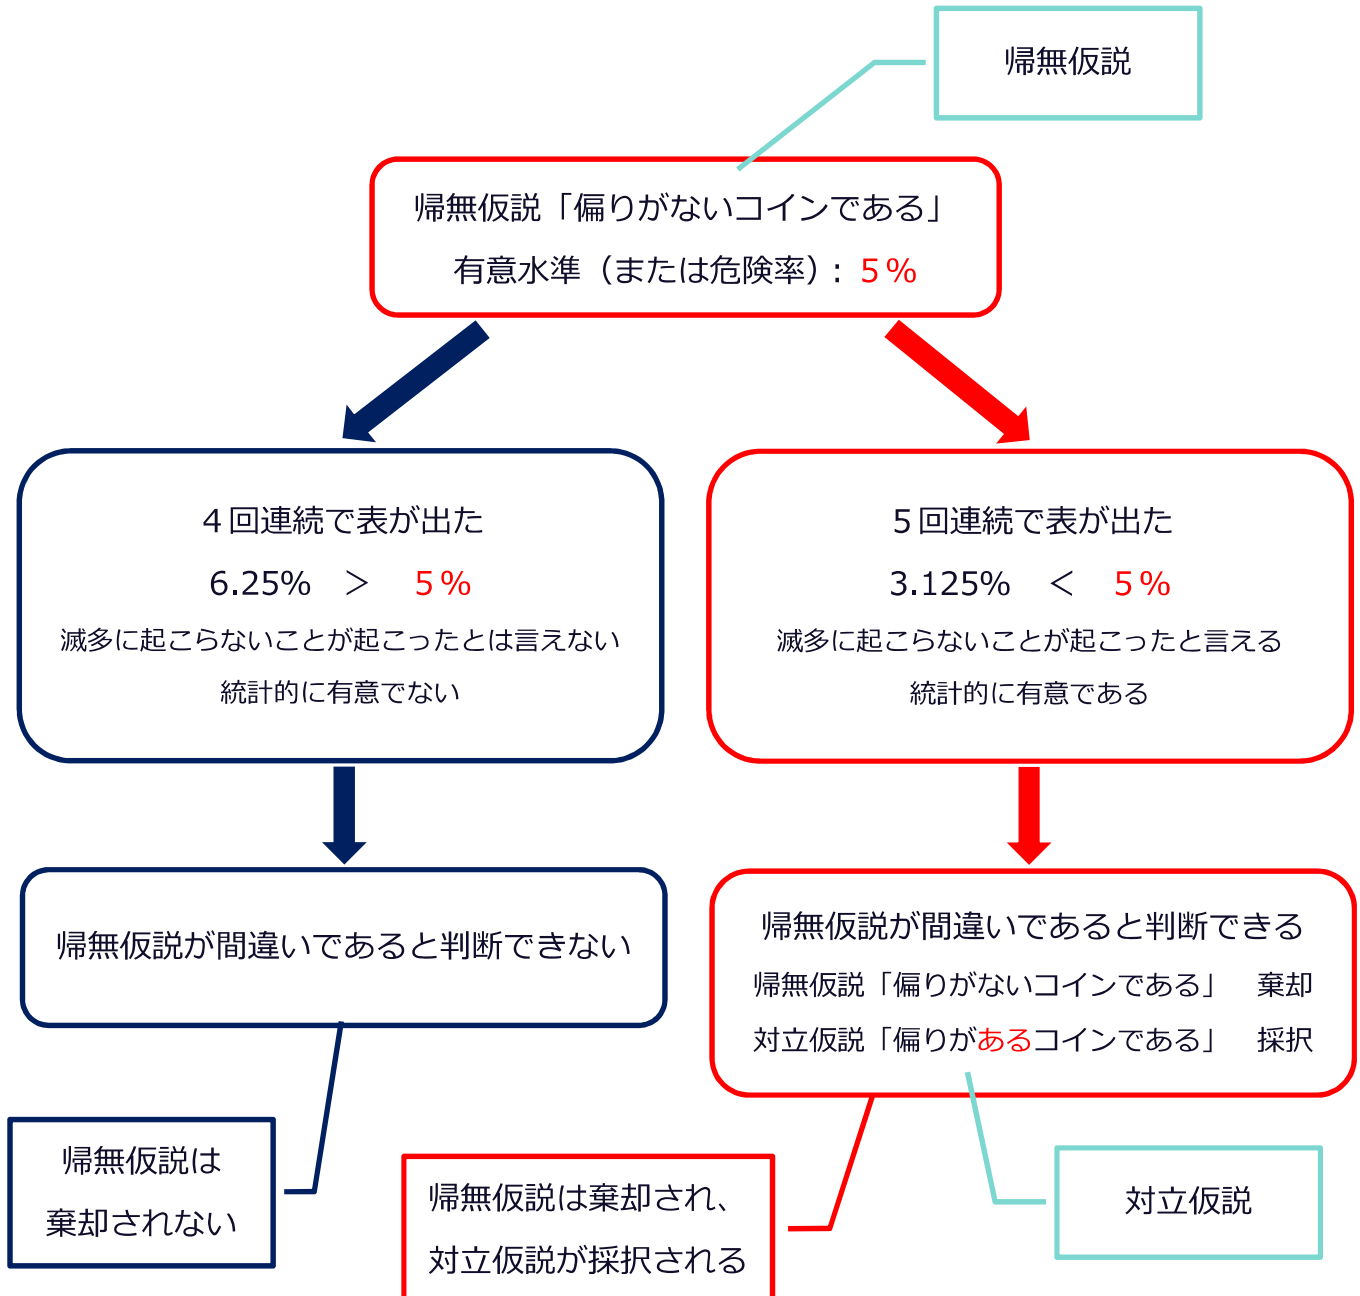 帰無仮説
帰無仮説「偏りがないコインである」
有意水準（または危険率）: ５％
４回連続で表が出た
6.25%　＞　５％
滅多に起こらないことが起こったとは言えない
統計的に有意でない
５回連続で表が出た
3.125%　＜　５％
滅多に起こらないことが起こったと言える
統計的に有意である
帰無仮説が間違いであると判断できない
帰無仮説が間違いであると判断できる
帰無仮説「偏りがないコインである」　棄却
対立仮説「偏りがあるコインである」　採択
帰無仮説は
棄却されない
帰無仮説は棄却され、
対立仮説が採択される
対立仮説